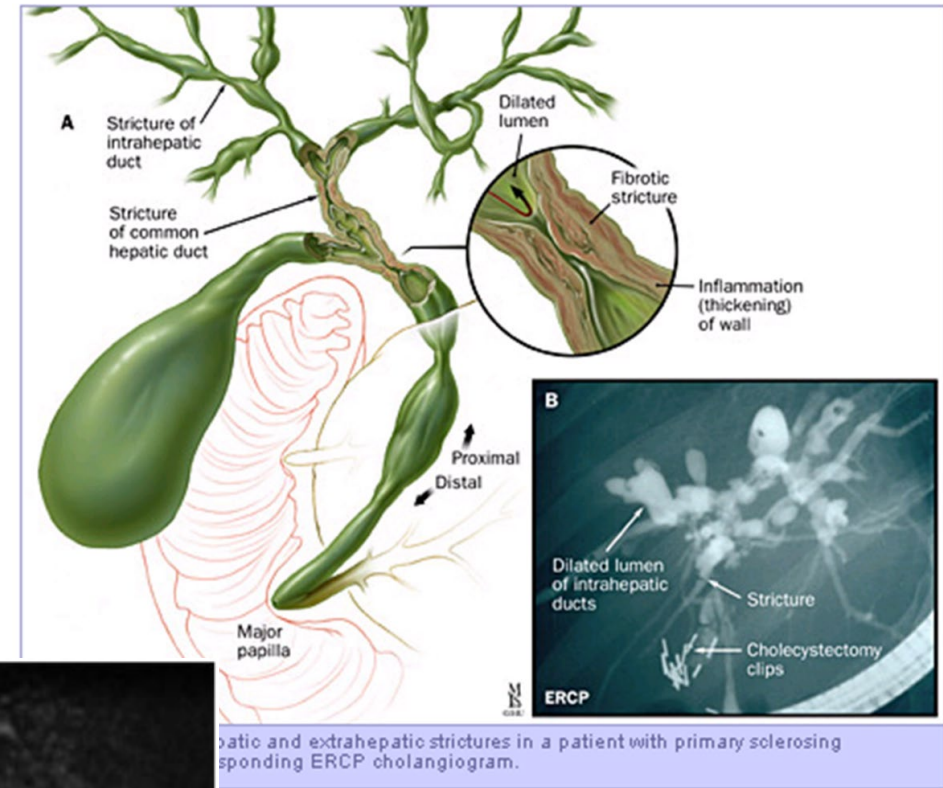 A
Stricture of
intrahepatic
duct
Stricture
of common
hepatic duct
Dilated
lumen
Fibrotic
stricture
Inflammation
(thickening)
of wall
Proximal
Distal
Major
papilla
B
Dilated lumen
of intrahepatic
ducts
Stricture
Cholecystectomy
clips
ERCP
patic and extrahepatic strictures in a patient with primary sclerosing
sponding ERCP cholangiogram.